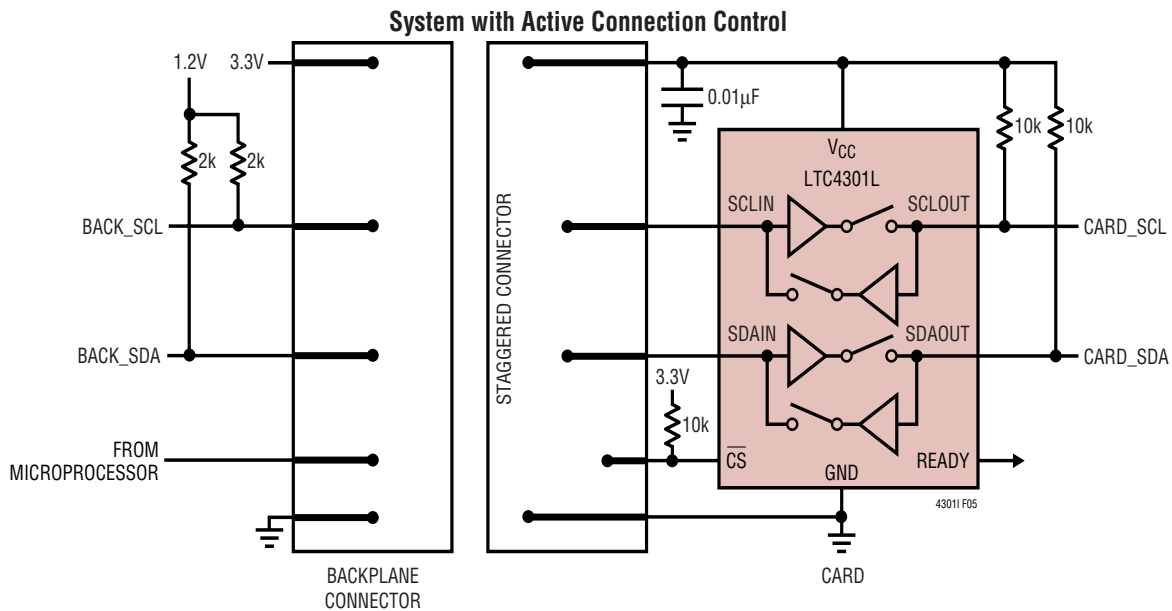 System with Active Connection Control
1.2V
3.3V
2k
2k
BACK_SCL
BACK_SDA
FROM
MICROPROCESSOR
BACKPLANE
CONNECTOR
STAGGERED CONNECTOR
0.01µF
VCC
LTC4301L
SCLIN
SCLOUT
SDAIN
SDAOUT
3.3V
10k
CS
GND
READY
4301l F05
CARD
10k
10k
CARD_SCL
CARD_SDA